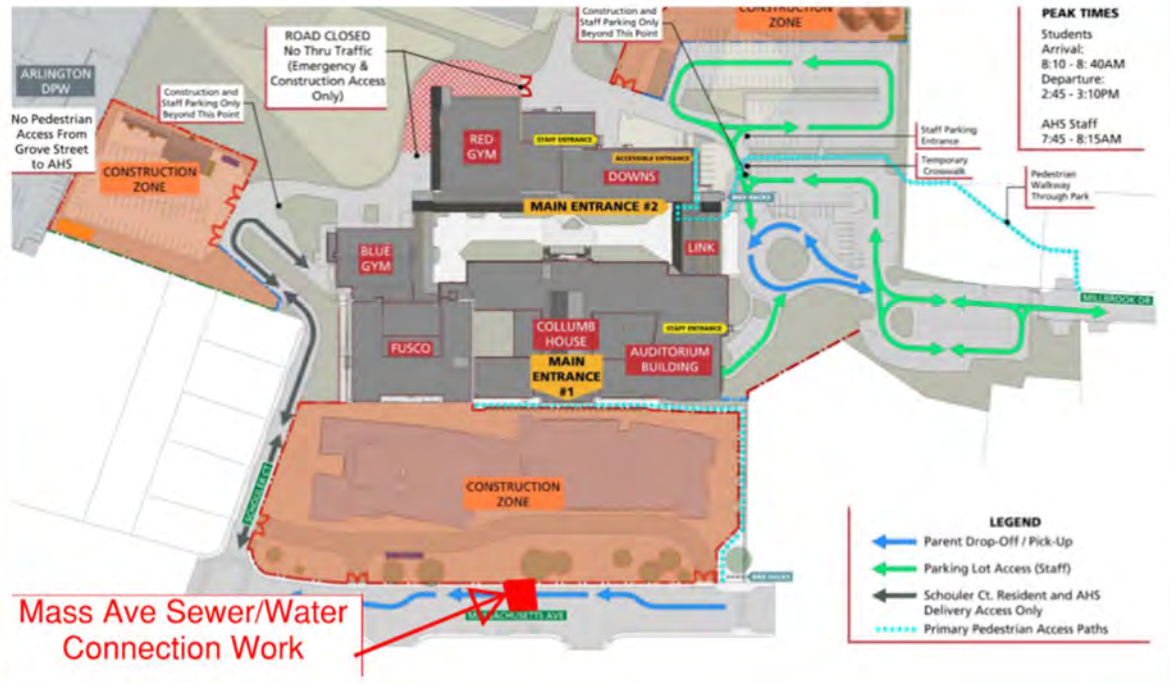 Construction and
Staff Parking Only
Beyond This Point
CONSTRUCTION
ZONE
PEAK TIMES
Students
Arrival:
8:10 - 8: 40AM
Departure:
2:45 - 3:10PM
AHS Staff
7:45 - 8:15AM
ROAD CLOSED
No Thru Traffic
(Emergency &
Construction Access
Only)
ARLINGTON
DPW
No Pedestrian
Access From
Grove Street
to AHS
Construction and
Staff Parking Only
Beyond This Point
CONSTRUCTION
ZONE
RED
GYM
STAFF ENTRANCE
ACCESSIBLE ENTRANCE
DOWNS
MAIN ENTRANCE #2
BIKE RACKS
Staff Parking
Entrance
Temporary
Crosswalk
Pedestrian
Walkway
Through Park
BLUE
GYM
LINK
MILLBROOK DR
FUSCO
COLLUMB
HOUSE
STAFF ENTRANCE
AUDITORIUM
BUILDING
MAIN
ENTRANCE
#1
CONSTRUCTION
ZONE
SCHOULER CT
BIKE RACKS
Mass Ave Sewer/Water
Connection Work
LEGEND
Parent Drop-Off / Pick-Up
Parking Lot Access (Staff)
Schouler Ct. Resident and AHS
Delivery Access Only
Primary Pedestrian Access Paths